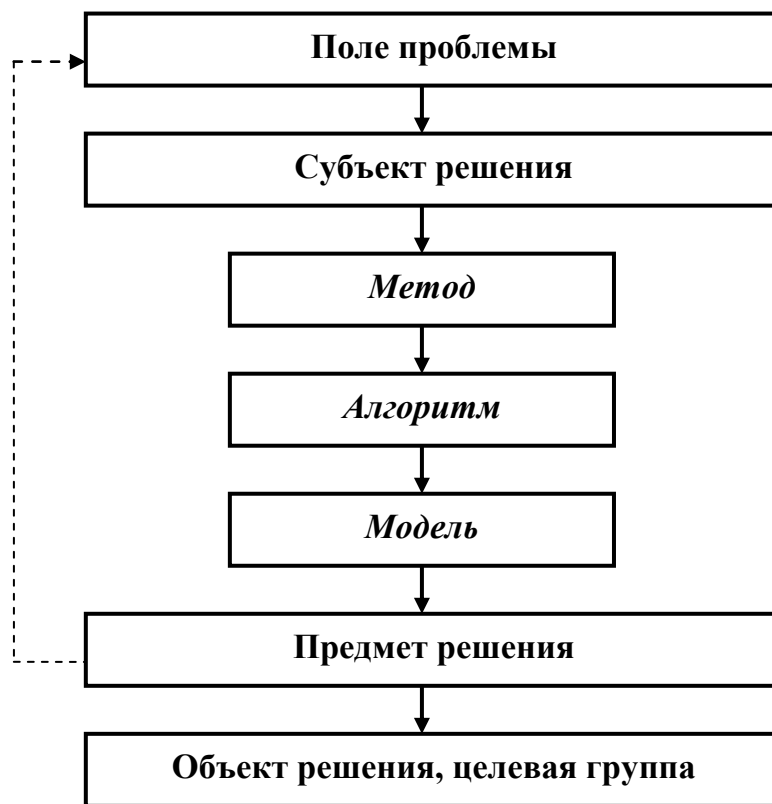 Поле проблемы
Субъект решения
Метод
Алгоритм
Модель
Предмет решения
Объект решения, целевая группа